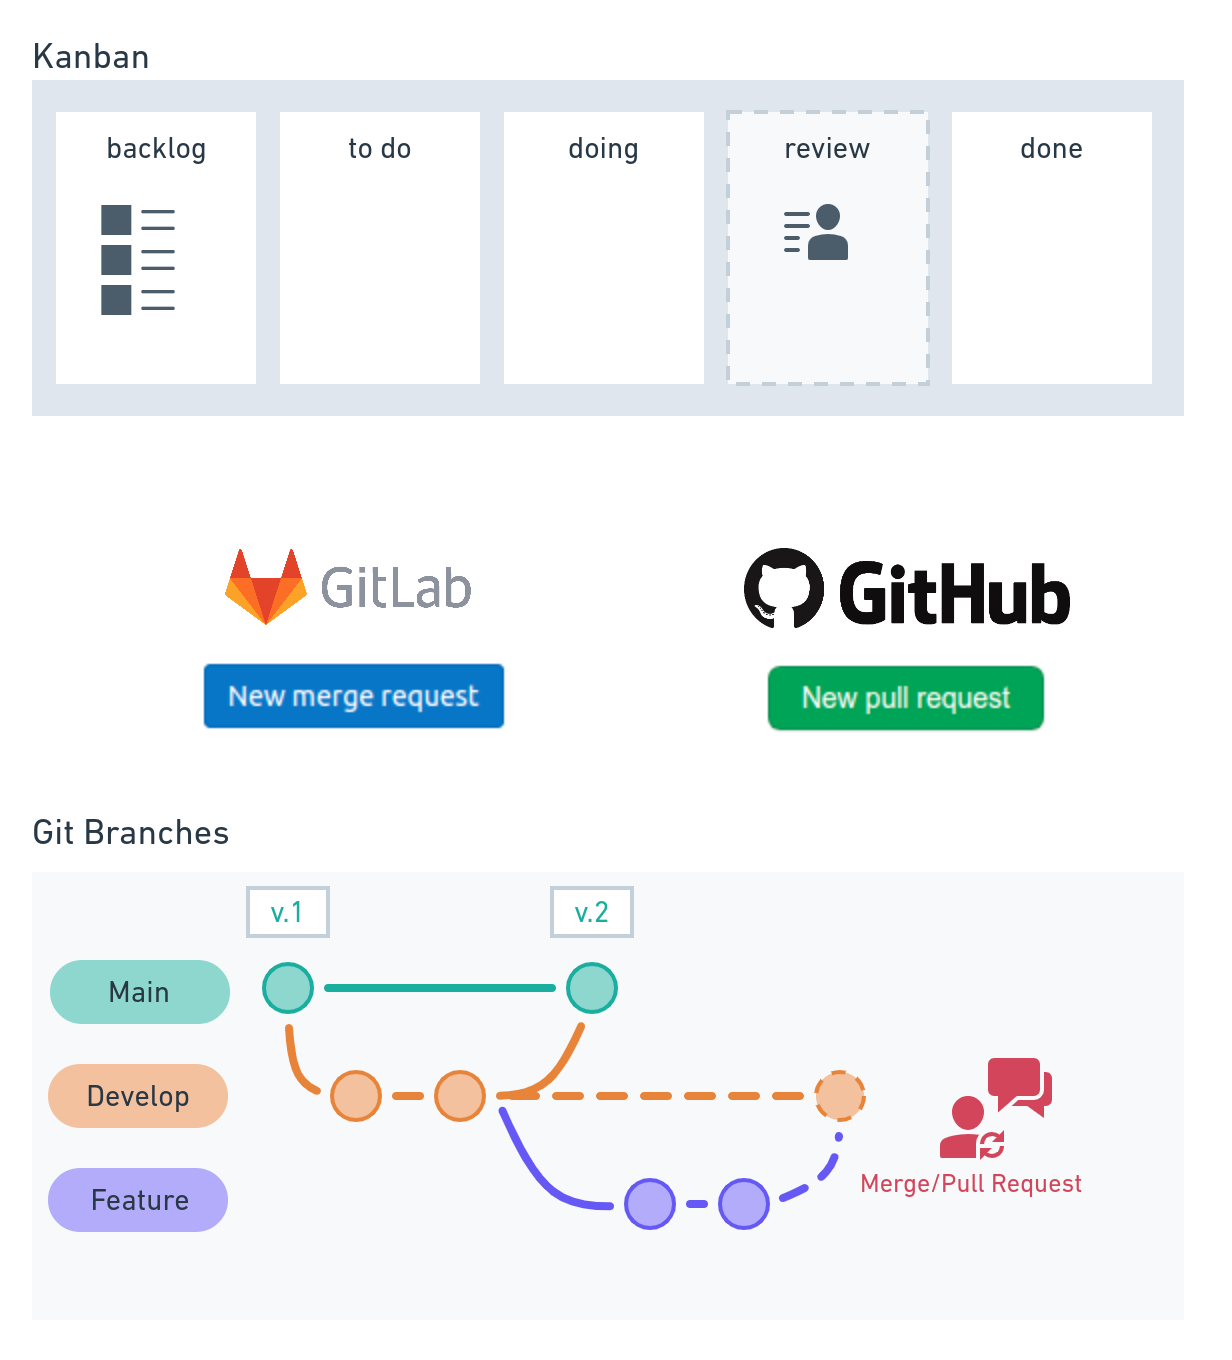 Kanban
backlog
to do
doing
review
done
GitLab
GitHub
New merge request
New pull request
Git Branches
v.1
v.2
Main
Develop
Merge/Pull Request
Feature